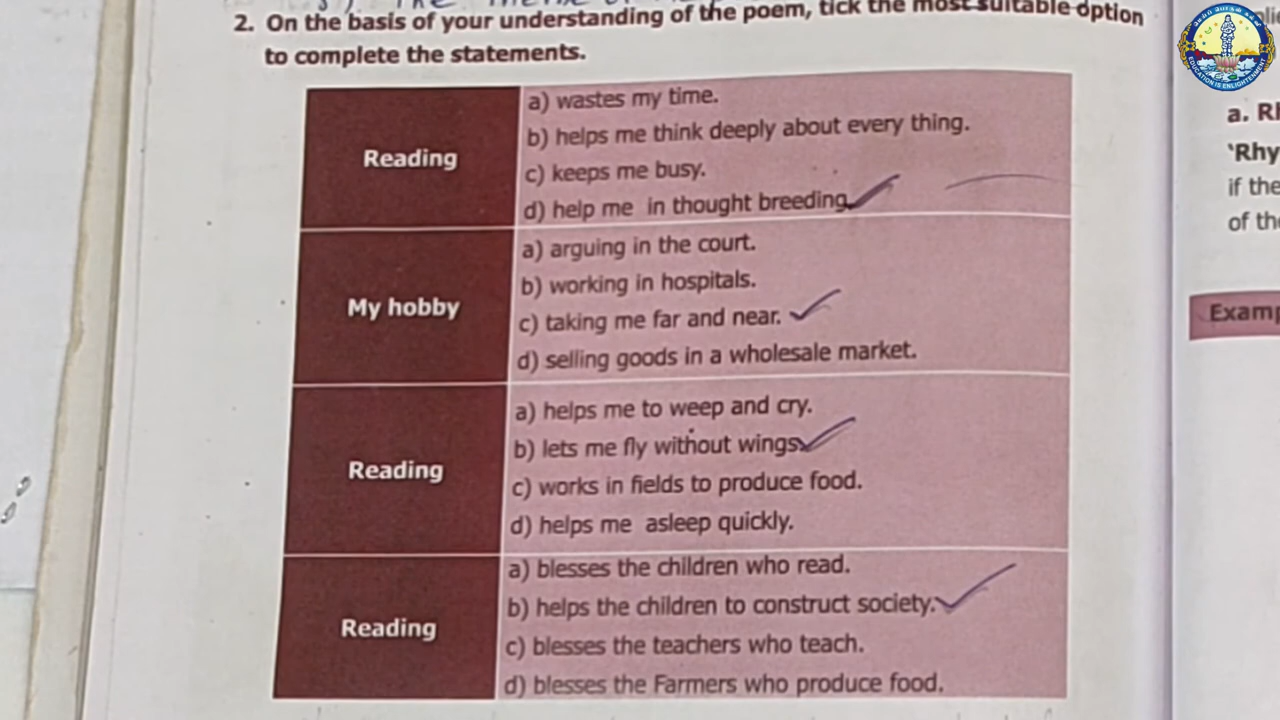 2. On the basis of your understanding of the poem, tick the most suitable option
to complete the statements.
Reading
a) wastes my time.
b) helps me think deeply about every thing.
c) keeps me busy.
d) help me in thought breeding
My hobby
a) arguing in the court.
b) working in hospitals.
c) taking me far and near.
d) selling goods in a wholesale market.
Reading
a) helps me to weep and cry.
b) lets me fly without wings
c) works in fields to produce food.
d) helps me asleep quickly.
Reading
a) blesses the children who read.
b) helps the children to construct society.
c) blesses the teachers who teach.
d) blesses the Farmers who produce food.
a. R
'Rhy
if the
of th
Examp
EDUCATION IS ENLIGHTENMENT